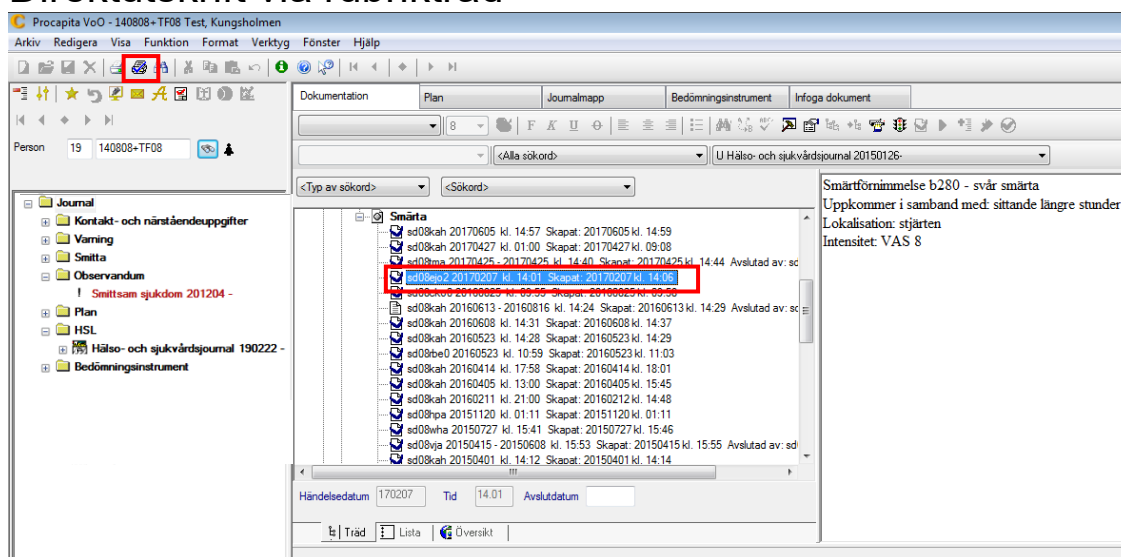 Procapita VoO - 140808+TF08 Test, Kungsholmen
Arkiv Redigera Visa Funktion Format Verktyg Fönster Hjälp
Person 19 140808+TF08
Journal
Kontakt- och närståendeuppgifter
Varning
Smitta
Observandum
! Smittsam sjukdom 201204 -
Plan
HSL
Hälso- och sjukvårdsjournal 190222 -
Bedömningsinstrument
Dokumentation Plan Journalmapp Bedömningsinstrument Infoga dokument
8 F K U
<Alla sökord> U Hälso- och sjukvårdsjournal 20150126-
<Typ av sökord> <Sökord>
Smärta
sd08kah 20170605 kl. 14:57 Skapat: 20170605 kl. 14:59
sd08kah 20170427 kl. 01:00 Skapat: 20170427 kl. 09:08
sd08tma 20170425 - 20170425 kl. 14:40 Skapat: 20170425 kl. 14:44 Avslutad av: sd
sd08ejo2 20170207 kl. 14:01 Skapat: 20170207 kl. 14:06
sd08kah 20160613 - 20160816 kl. 14:24 Skapat: 20160613 kl. 14:29 Avslutad av: sd
sd08kah 20160608 kl. 14:31 Skapat: 20160608 kl. 14:37
sd08kah 20160523 kl. 14:28 Skapat: 20160523 kl. 14:29
sd08rbe0 20160523 kl. 10:59 Skapat: 20160523 kl. 11:03
sd08kah 20160414 kl. 17:58 Skapat: 20160414 kl. 18:01
sd08kah 20160405 kl. 13:00 Skapat: 20160405 kl. 15:45
sd08kah 20160211 kl. 21:00 Skapat: 20160212 kl. 14:48
sd08hpa 20151120 kl. 01:11 Skapat: 20151120 kl. 01:11
sd08wha 20150727 kl. 15:41 Skapat: 20150727 kl. 15:46
sd08vja 20150415 - 20150608 kl. 15:53 Skapat: 20150415 kl. 15:55 Avslutad av: sd
sd08kah 20150401 kl. 14:12 Skapat: 20150401 kl. 14:14
Händelsedatum 170207 Tid 14.01 Avslutdatum
Träd Lista Översikt
Smärtförnimmelse b280 - svår smärta
Uppkommer i samband med: sittande längre stunder
Lokalisation: stjärten
Intensitet: VAS 8